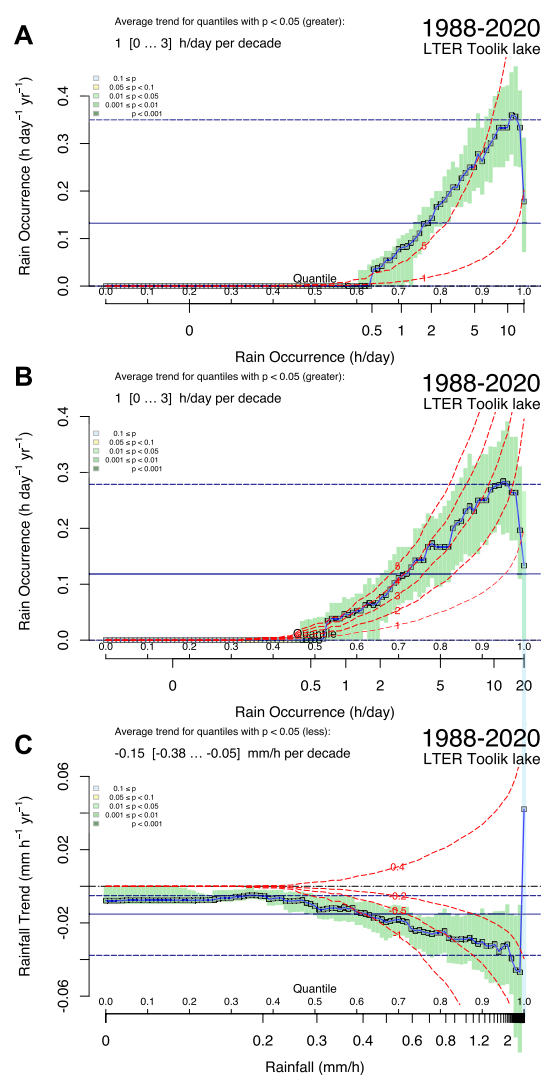 A
Average trend for quantiles with p < 0.05 (greater):
1 [0 … 3] h/day per decade
1988-2020
LTER Toolik lake
0.1 ≤ p
0.05 ≤ p < 0.1
0.01 ≤ p < 0.05
0.001 ≤ p < 0.01
p < 0.001
Rain Occurrence (h day−1 yr−1)
0.4
0.3
0.2
0.1
0.0
5
1
Quantile
0.0 0.1 0.2 0.3 0.4 0.5 0.6 0.7 0.8 0.9 1.0
0 0.5 1 2 5 10
Rain Occurrence (h/day)
B
Average trend for quantiles with p < 0.05 (greater):
1 [0 … 3] h/day per decade
1988-2020
LTER Toolik lake
0.1 ≤ p
0.05 ≤ p < 0.1
0.01 ≤ p < 0.05
0.001 ≤ p < 0.01
p < 0.001
Rain Occurrence (h day−1 yr−1)
0.4
0.3
0.2
0.1
0.0
5
3
2
1
Quantile
0.0 0.1 0.2 0.3 0.4 0.5 0.6 0.7 0.8 0.9 1.0
0 0.5 1 2 5 10 20
Rain Occurrence (h/day)
C
Average trend for quantiles with p < 0.05 (less):
-0.15 [-0.38 … -0.05] mm/h per decade
1988-2020
LTER Toolik lake
0.1 ≤ p
0.05 ≤ p < 0.1
0.01 ≤ p < 0.05
0.001 ≤ p < 0.01
p < 0.001
Rainfall Trend (mm h−1 yr−1)
0.06
0.02
-0.02
-0.06
0.4
-0.2
-0.5
-1
Quantile
0.0 0.1 0.2 0.3 0.4 0.5 0.6 0.7 0.8 0.9 1.0
0 0.2 0.3 0.4 0.6 0.8 1.2 2
Rainfall (mm/h)